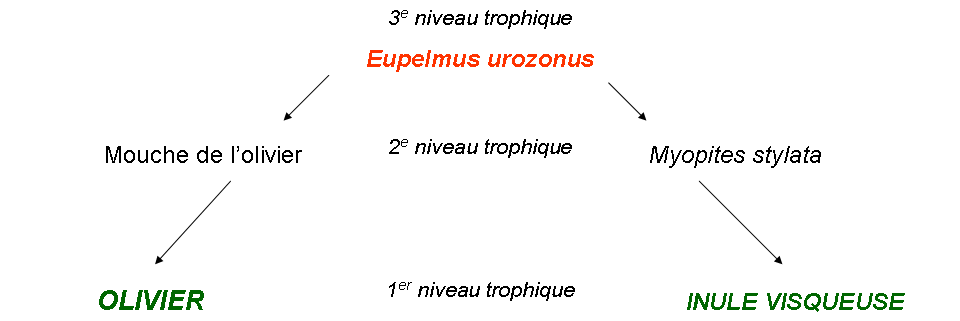 3e niveau trophique
Eupelmus urozonus
Mouche de l’olivier
2e niveau trophique
Myopites stylata
OLIVIER
1er niveau trophique
INULE VISQUEUSE